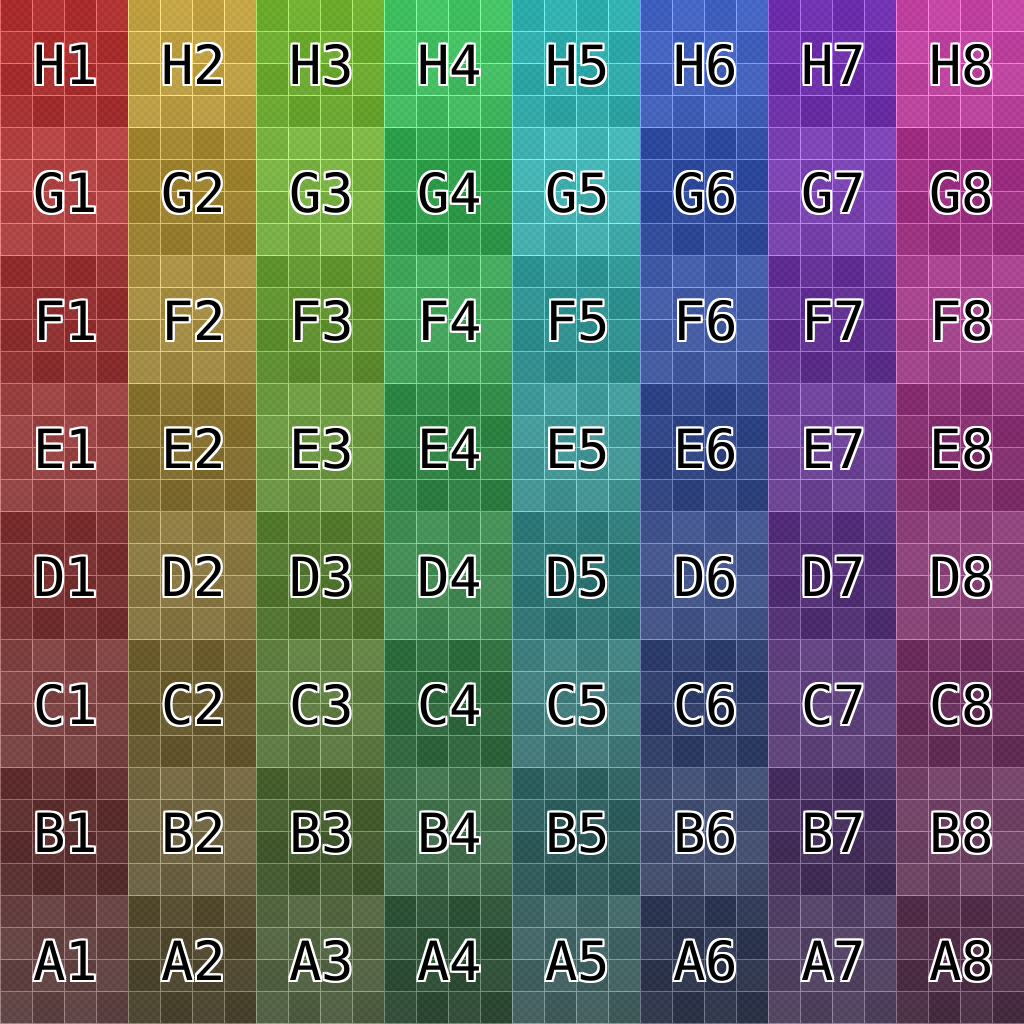 H1 H2 H3 H4 H5 H6 H7 H8
G1 G2 G3 G4 G5 G6 G7 G8
F1 F2 F3 F4 F5 F6 F7 F8
E1 E2 E3 E4 E5 E6 E7 E8
D1 D2 D3 D4 D5 D6 D7 D8
C1 C2 C3 C4 C5 C6 C7 C8
B1 B2 B3 B4 B5 B6 B7 B8
A1 A2 A3 A4 A5 A6 A7 A8